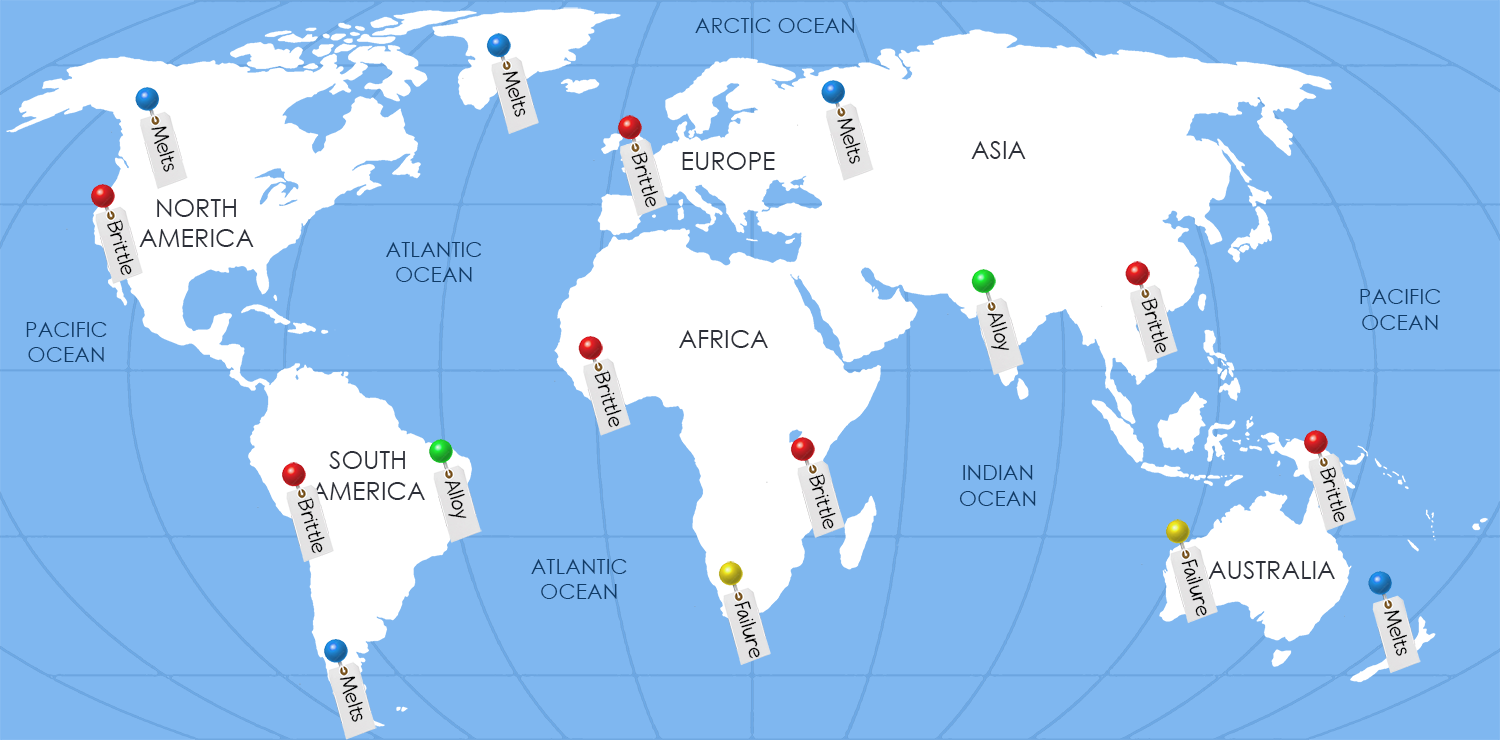 ARCTIC OCEAN
Melts
Melts
Melts
Brittle
EUROPE
ASIA
Brittle
NORTH
AMERICA
ATLANTIC
OCEAN
PACIFIC
OCEAN
Alloy
Brittle
PACIFIC
OCEAN
AFRICA
Brittle
SOUTH
AMERICA
Alloy
Brittle
Brittle
INDIAN
OCEAN
Brittle
ATLANTIC
OCEAN
Failure
Failure
AUSTRALIA
Melts
Melts